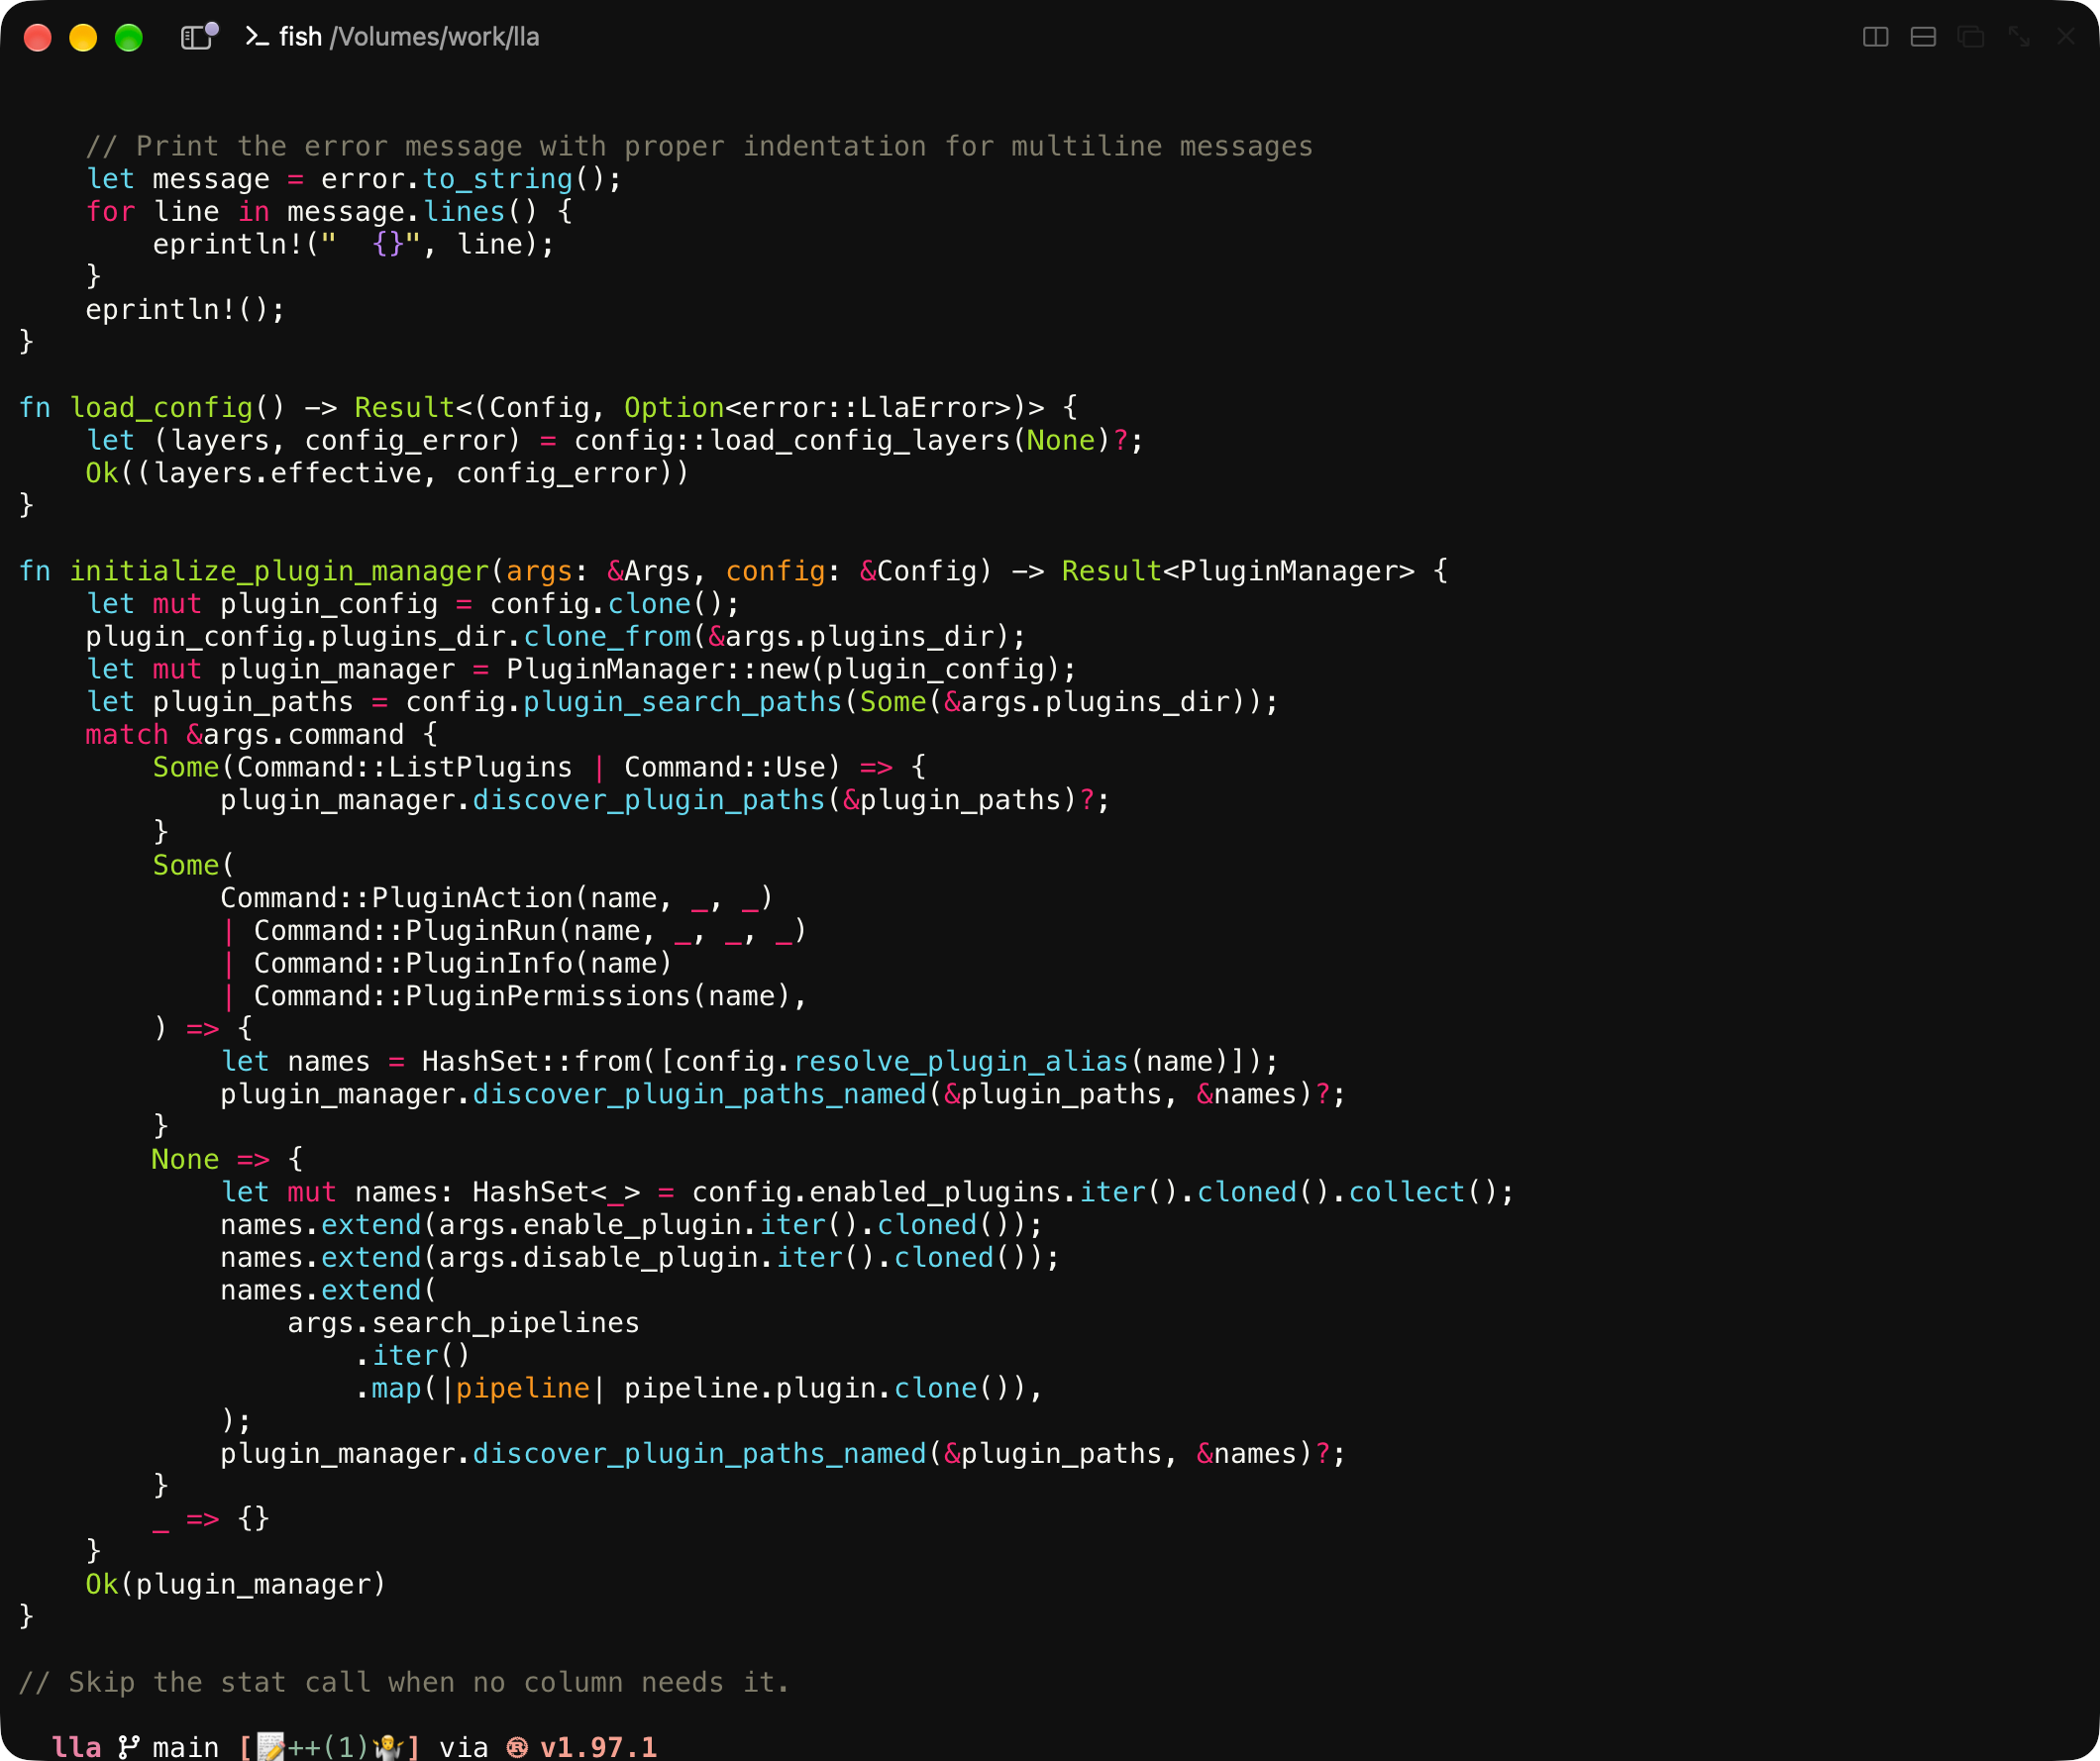 fish /Volumes/work/lla
    // Print the error message with proper indentation for multiline messages
    let message = error.to_string();
    for line in message.lines() {
        eprintln!("  {}", line);
    }
    eprintln!();
}

fn load_config() -> Result<(Config, Option<error::LlaError>)> {
    let (layers, config_error) = config::load_config_layers(None)?;
    Ok((layers.effective, config_error))
}

fn initialize_plugin_manager(args: &Args, config: &Config) -> Result<PluginManager> {
    let mut plugin_config = config.clone();
    plugin_config.plugins_dir.clone_from(&args.plugins_dir);
    let mut plugin_manager = PluginManager::new(plugin_config);
    let plugin_paths = config.plugin_search_paths(Some(&args.plugins_dir));
    match &args.command {
        Some(Command::ListPlugins | Command::Use) => {
            plugin_manager.discover_plugin_paths(&plugin_paths)?;
        }
        Some(
            Command::PluginAction(name, _, _)
            | Command::PluginRun(name, _, _, _)
            | Command::PluginInfo(name)
            | Command::PluginPermissions(name),
        ) => {
            let names = HashSet::from([config.resolve_plugin_alias(name)]);
            plugin_manager.discover_plugin_paths_named(&plugin_paths, &names)?;
        }
        None => {
            let mut names: HashSet<_> = config.enabled_plugins.iter().cloned().collect();
            names.extend(args.enable_plugin.iter().cloned());
            names.extend(args.disable_plugin.iter().cloned());
            names.extend(
                args.search_pipelines
                    .iter()
                    .map(|pipeline| pipeline.plugin.clone()),
            );
            plugin_manager.discover_plugin_paths_named(&plugin_paths, &names)?;
        }
        _ => {}
    }
    Ok(plugin_manager)
}

// Skip the stat call when no column needs it.

  lla main [📝++(1)🤷] via ® v1.97.1